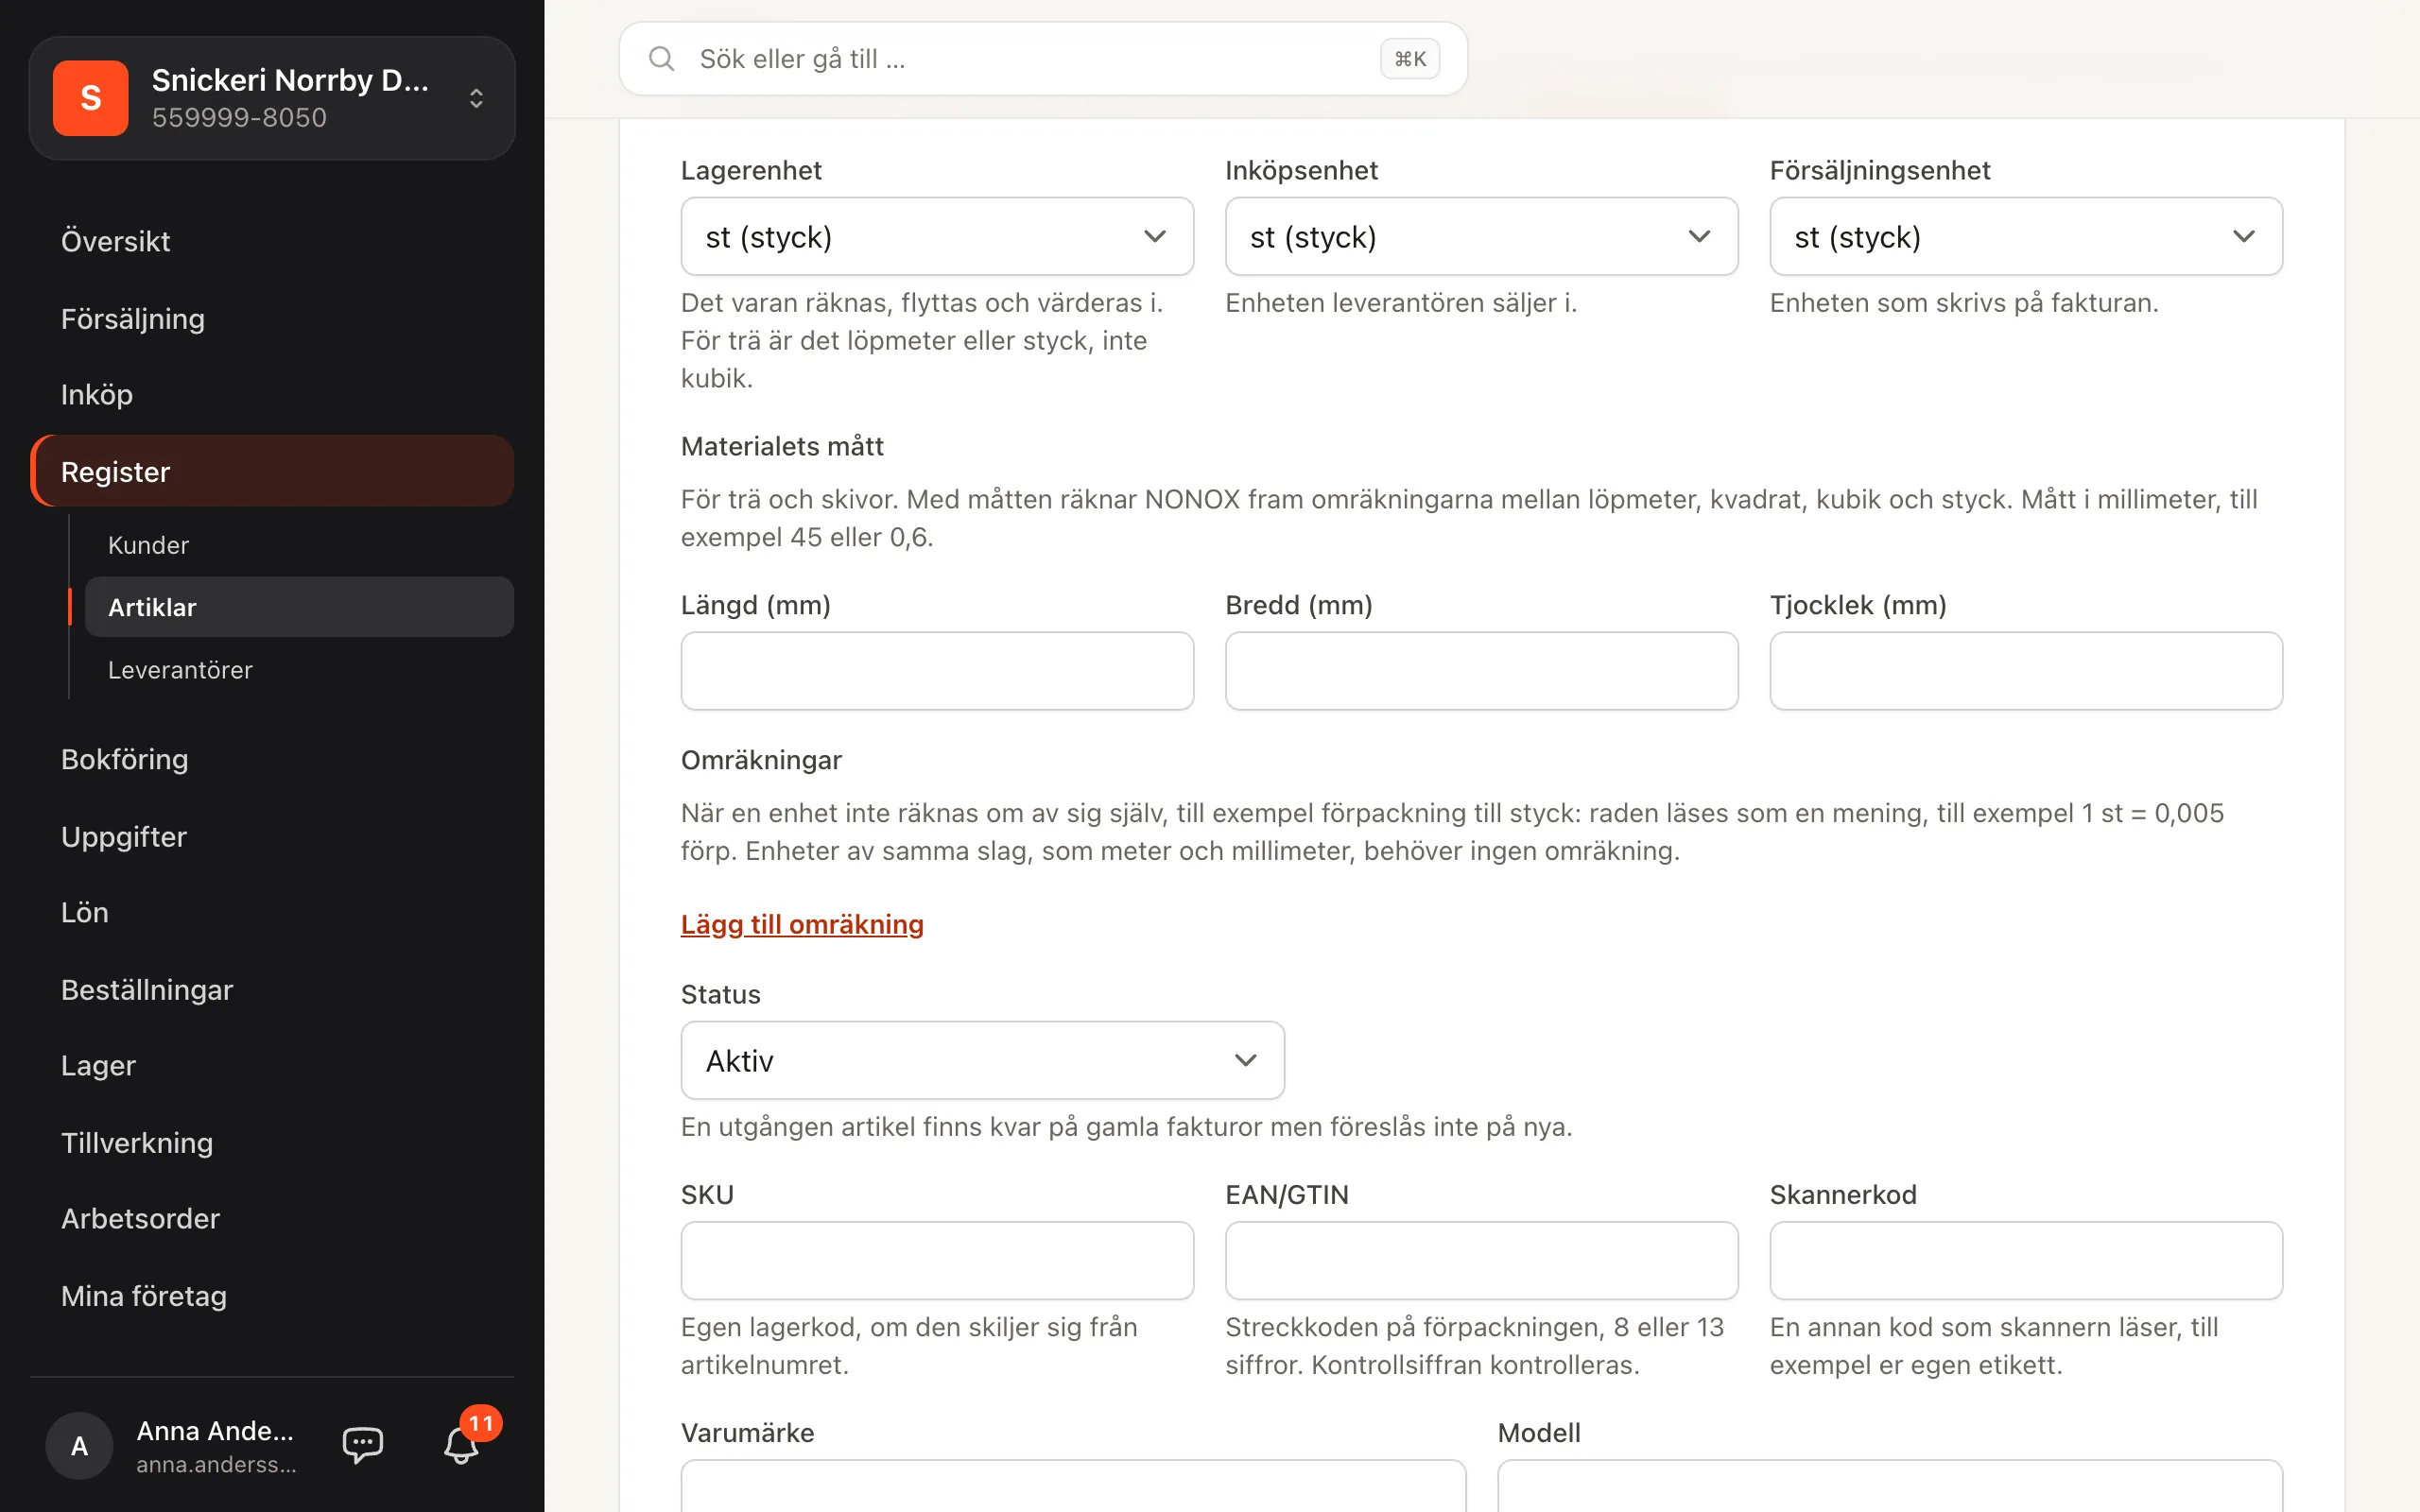 S
Snickeri Norrby D...
559999-8050
Översikt
Försäljning
Inköp
Register
Kunder
Artiklar
Leverantörer
Bokföring
Uppgifter
Lön
Beställningar
Lager
Tillverkning
Arbetsorder
Mina företag
A
Anna Ande...
anna.anderss...
11
Sök eller gå till ...
⌘K
Lagerenhet
st (styck)
Det varan räknas, flyttas och värderas i.
För trä är det löpmeter eller styck, inte
kubik.
Inköpsenhet
st (styck)
Enheten leverantören säljer i.
Försäljningsenhet
st (styck)
Enheten som skrivs på fakturan.
Materialets mått
För trä och skivor. Med måtten räknar NONOX fram omräkningarna mellan löpmeter, kvadrat, kubik och styck. Mått i millimeter, till
exempel 45 eller 0,6.
Längd (mm)
Bredd (mm)
Tjocklek (mm)
Omräkningar
När en enhet inte räknas om av sig själv, till exempel förpackning till styck: raden läses som en mening, till exempel 1 st = 0,005
förp. Enheter av samma slag, som meter och millimeter, behöver ingen omräkning.
Lägg till omräkning
Status
Aktiv
En utgången artikel finns kvar på gamla fakturor men föreslås inte på nya.
SKU
Egen lagerkod, om den skiljer sig från
artikelnumret.
EAN/GTIN
Streckkoden på förpackningen, 8 eller 13
siffror. Kontrollsiffran kontrolleras.
Skannerkod
En annan kod som skannern läser, till
exempel er egen etikett.
Varumärke
Modell